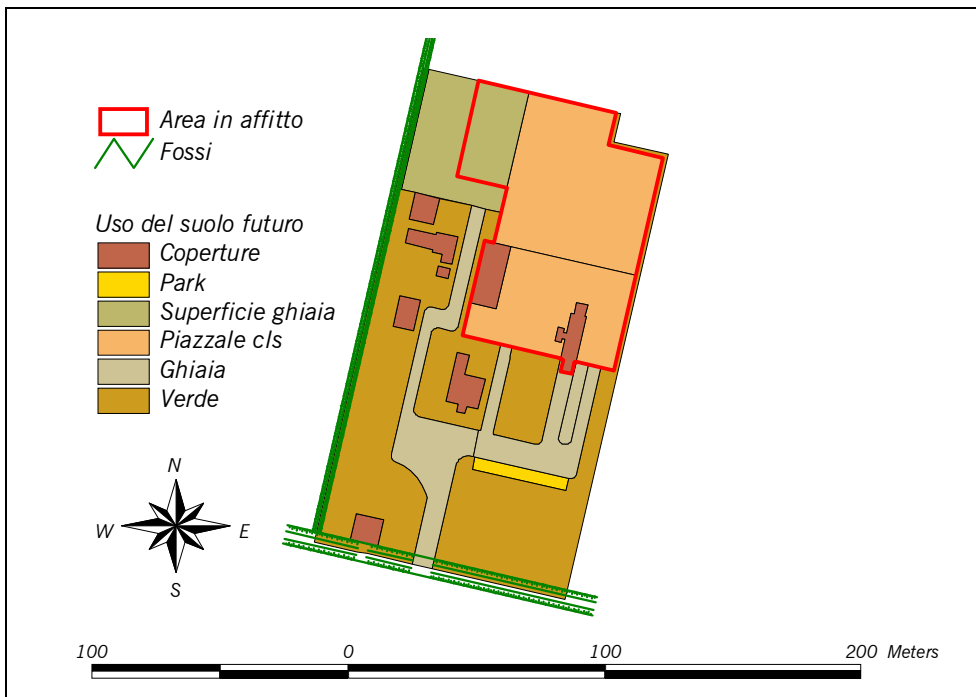 Area in affitto
Fossi
Uso del suolo futuro
Coperture
Park
Superficie ghiaia
Piazzale cls
Ghiaia
Verde
N
W E
S
100 0 100 200 Meters